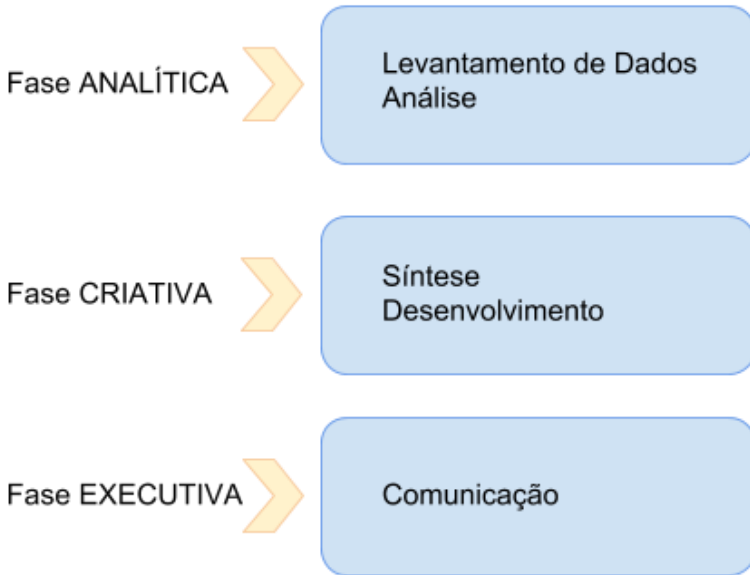 Fase ANALÍTICA
Levantamento de Dados
Análise
Fase CRIATIVA
Síntese
Desenvolvimento
Fase EXECUTIVA
Comunicação